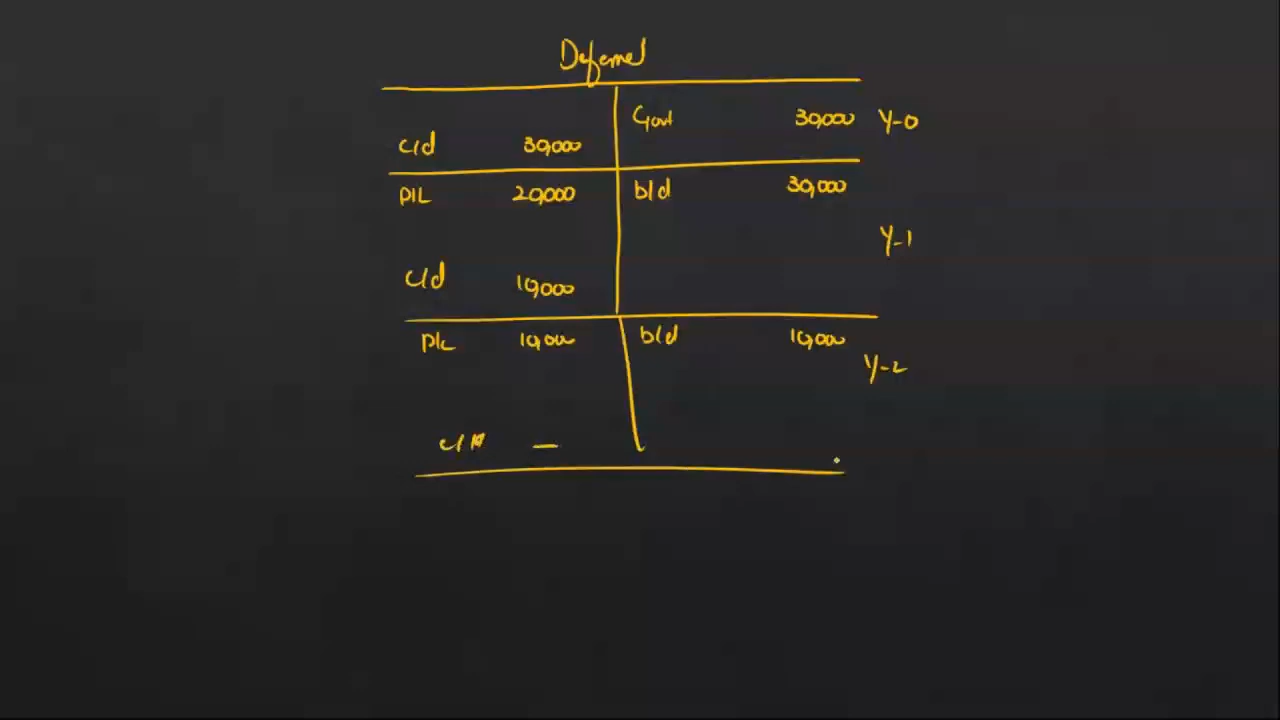 Deferred
Govt 30,000 Y-0
c/d 30,000
P/L 20,000 b/d 30,000
Y-1
c/d 10,000
P/L 10,000 b/d 10,000
Y-2
c/d —